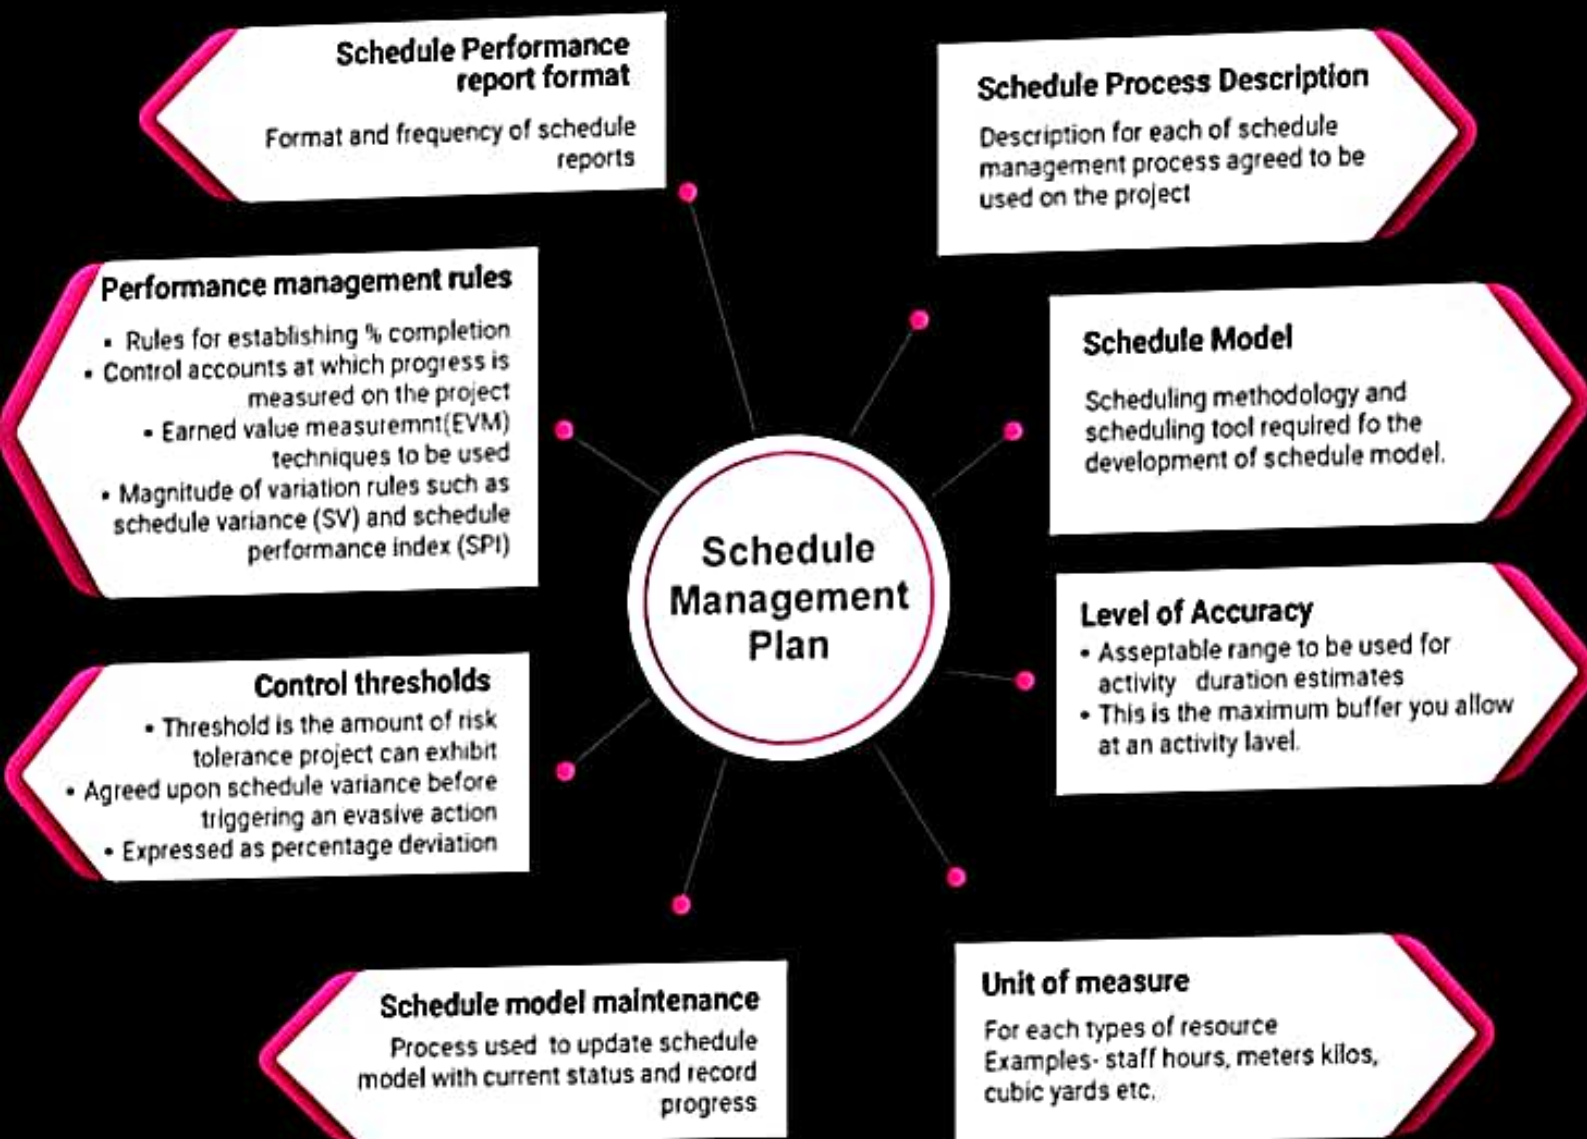 Schedule Performance
report format
Format and frequency of schedule
reports
Schedule Process Description
Description for each of schedule
management process agreed to be
used on the project
Performance management rules
• Rules for establishing % completion
• Control accounts at which progress is
measured on the project
• Earned value measuremnt(EVM)
techniques to be used
• Magnitude of variation rules such as
schedule variance (SV) and schedule
performance index (SPI)
Schedule Model
Scheduling methodology and
scheduling tool required fo the
development of schedule model.
Schedule
Management
Plan
Level of Accuracy
• Asseptable range to be used for
activity duration estimates
• This is the maximum buffer you allow
at an activity lavel.
Control thresholds
• Threshold is the amount of risk
tolerance project can exhibit
• Agreed upon schedule variance before
triggering an evasive action
• Expressed as percentage deviation
Schedule model maintenance
Process used to update schedule
model with current status and record
progress
Unit of measure
For each types of resource
Examples- staff hours, meters kilos,
cubic yards etc.